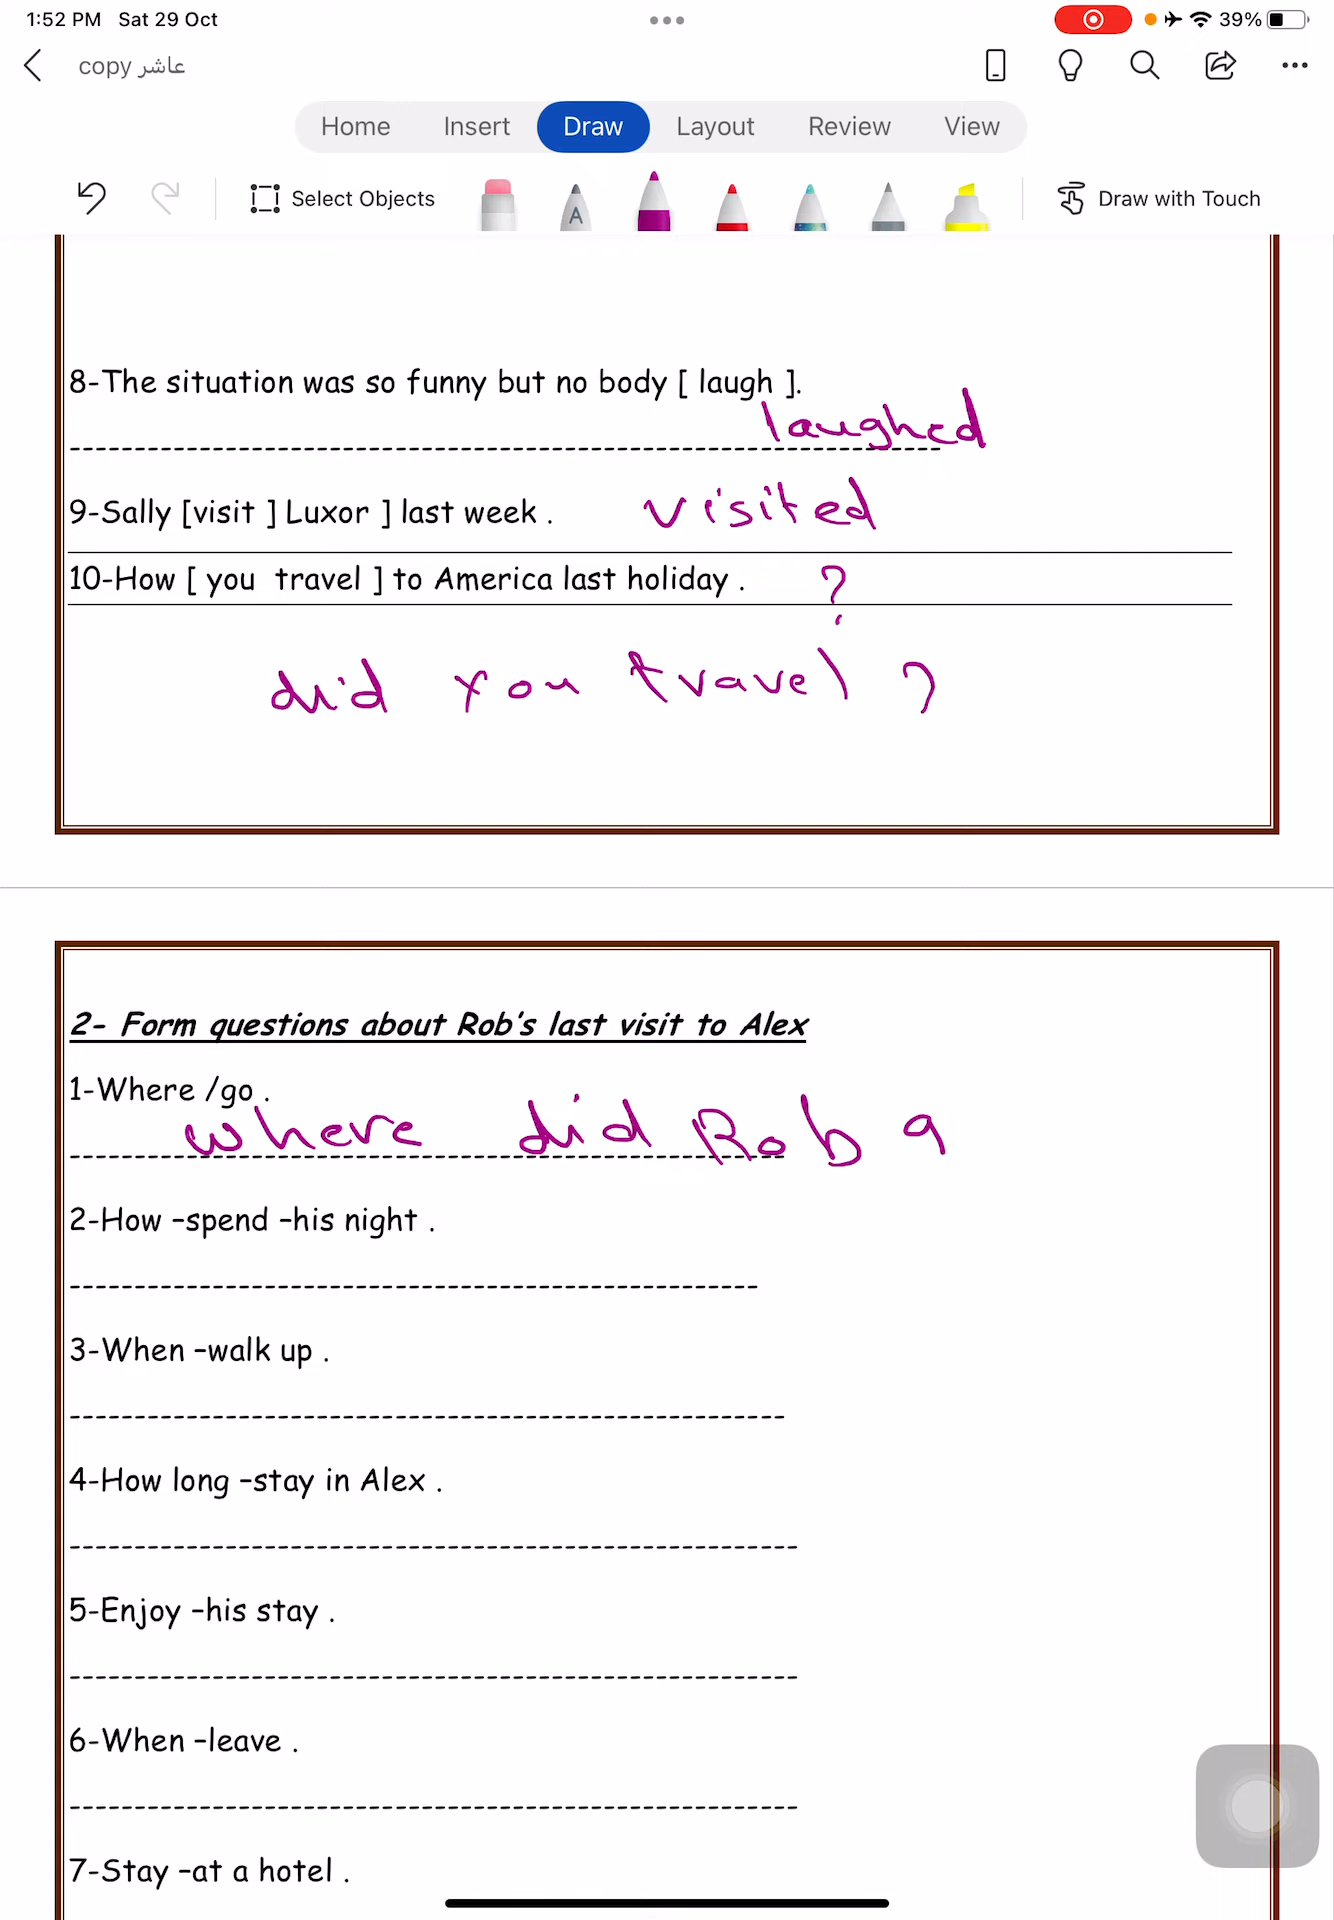 1:52 PM Sat 29 Oct
39%
copy عاشر
Home Insert Draw Layout Review View
Select Objects
A
Draw with Touch
8-The situation was so funny but no body [ laugh ].
laughed
9-Sally [visit ] Luxor ] last week .
visited
10-How [ you travel ] to America last holiday .
?
did you travel ?
2- Form questions about Rob's last visit to Alex
1-Where /go .
where did Rob g
2-How -spend -his night .
3-When -walk up .
4-How long -stay in Alex .
5-Enjoy -his stay .
6-When -leave .
7-Stay -at a hotel .